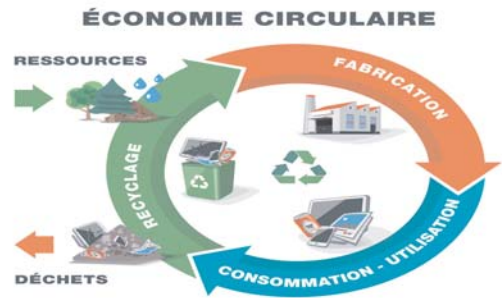 ÉCONOMIE CIRCULAIRE
RESSOURCES
FABRICATION
RECYCLAGE
CONSOMMATION - UTILISATION
DÉCHETS